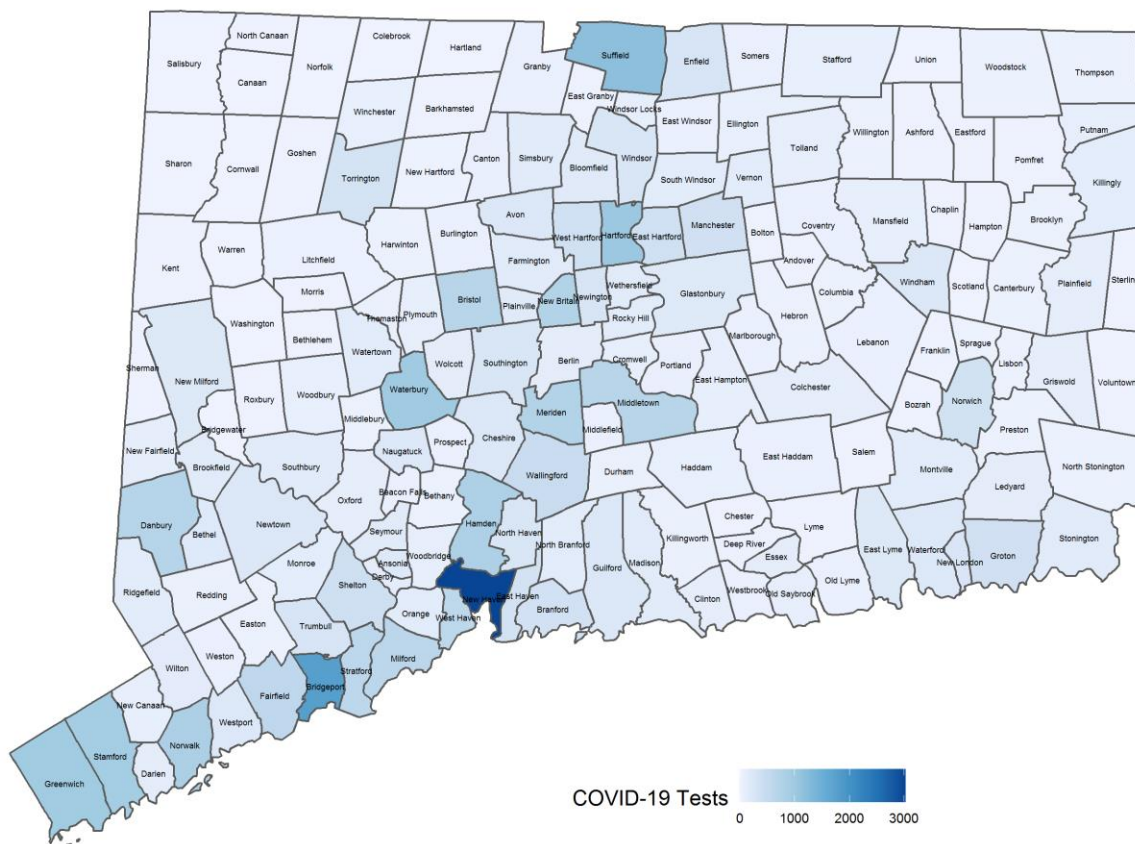 North Canaan
Colebrook
Hartland
Suffield
Salisbury
Norfolk
Granby
Enfield
Somers
Stafford
Union
Woodstock
Thompson
Canaan
East Granby
Winchester
Barkhamsted
Windsor Locks
East Windsor
Ellington
Willington
Ashford
Eastford
Putnam
Sharon
Cornwall
Goshen
Torrington
New Hartford
Canton
Simsbury
Bloomfield
Windsor
South Windsor
Vernon
Tolland
Pomfret
Killingly
Avon
Mansfield
Chaplin
Hampton
Brooklyn
Kent
Warren
Litchfield
Harwinton
Burlington
West Hartford
Hartford
East Hartford
Manchester
Bolton
Coventry
Farmington
Andover
Morris
Bristol
Plainville
New Britain
Newington
Wethersfield
Glastonbury
Columbia
Windham
Scotland
Canterbury
Plainfield
Sterlin
Washington
Bethlehem
Thomaston
Plymouth
Rocky Hill
Hebron
Marlborough
Lebanon
Franklin
Sprague
Lisbon
Sherman
New Milford
Watertown
Wolcott
Southington
Berlin
Cromwell
Portland
East Hampton
Colchester
Griswold
Voluntown
Roxbury
Woodbury
Waterbury
Meriden
Middletown
Bozrah
Norwich
Bridgewater
Middlebury
Middlefield
Preston
New Fairfield
Brookfield
Southbury
Naugatuck
Prospect
Cheshire
Wallingford
Durham
Haddam
East Haddam
Salem
Montville
North Stonington
Oxford
Beacon Falls
Bethany
Ledyard
Danbury
Bethel
Newtown
Seymour
Hamden
North Haven
Chester
Lyme
Woodbridge
North Branford
Killingworth
Deep River
Essex
East Lyme
Waterford
New London
Groton
Stonington
Monroe
Ansonia
Derby
Guilford
Madison
Ridgefield
Redding
Shelton
New Haven
East Haven
Westbrook
Old Lyme
Old Saybrook
Easton
Trumbull
Orange
West Haven
Branford
Clinton
Wilton
Weston
Milford
Stratford
Fairfield
Bridgeport
New Canaan
Westport
Stamford
Norwalk
Greenwich
Darien
COVID-19 Tests
0 1000 2000 3000